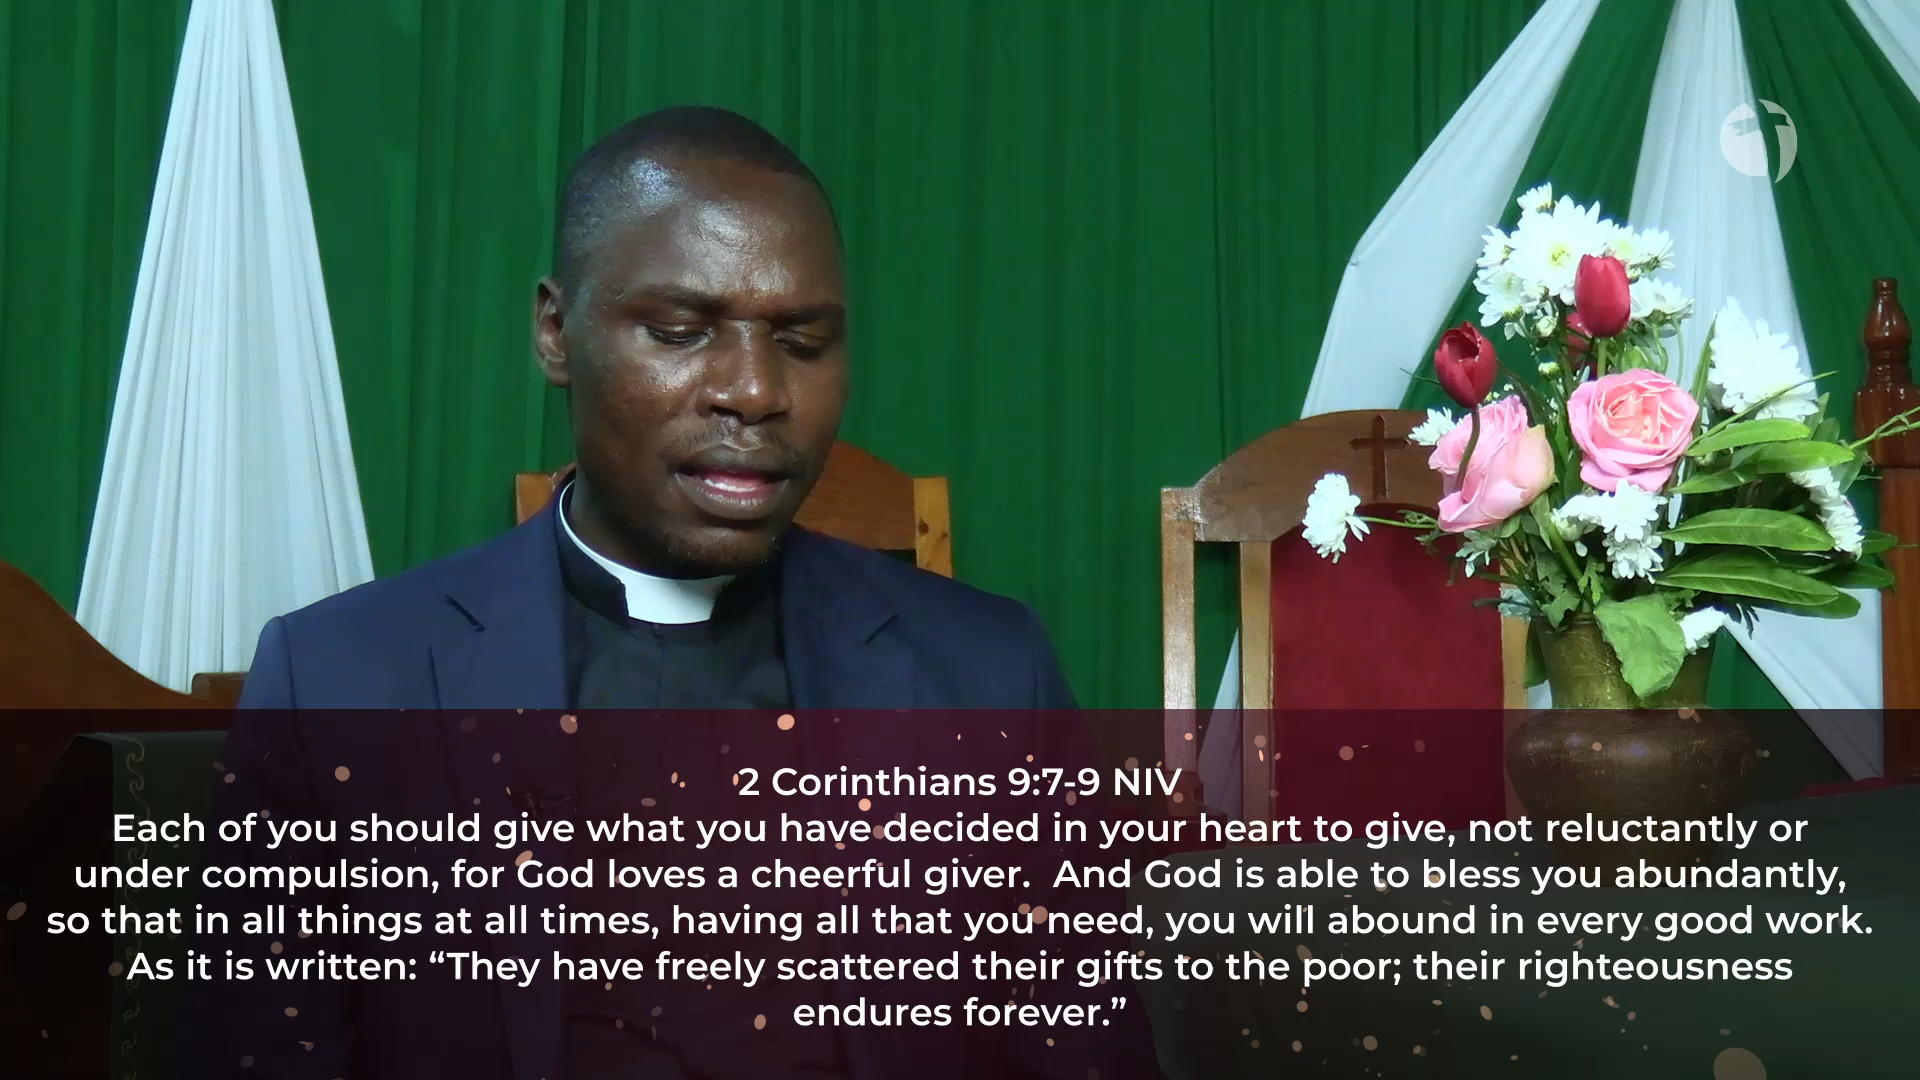 2 Corinthians 9:7-9 NIV
Each of you should give what you have decided in your heart to give, not reluctantly or
under compulsion, for God loves a cheerful giver.  And God is able to bless you abundantly,
so that in all things at all times, having all that you need, you will abound in every good work.
As it is written: “They have freely scattered their gifts to the poor; their righteousness
endures forever.”